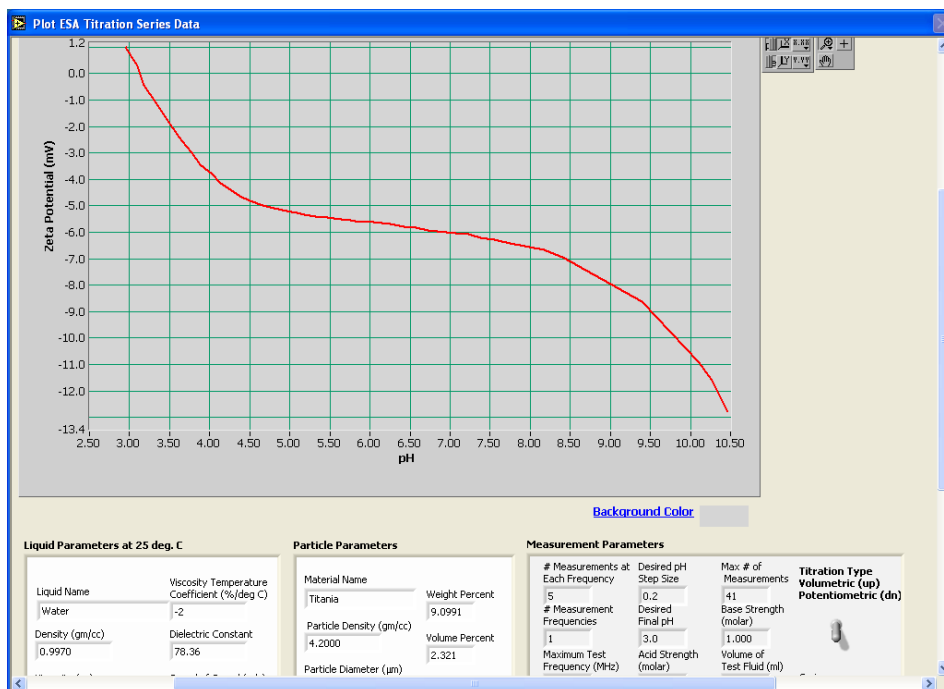 Plot ESA Titration Series Data
1.2
0.0
-1.0
-2.0
-3.0
-4.0
-5.0
-6.0
-7.0
-8.0
-9.0
-10.0
-11.0
-12.0
-13.4
Zeta Potential (mV)
2.50 3.00 3.50 4.00 4.50 5.00 5.50 6.00 6.50 7.00 7.50 8.00 8.50 9.00 9.50 10.00 10.50
pH
Background Color
Liquid Parameters at 25 deg. C
Liquid Name
Viscosity Temperature
Coefficient (%/deg C)
Water
-2
Density (gm/cc)
Dielectric Constant
0.9970
78.36
Particle Parameters
Material Name
Weight Percent
Titania
9.0991
Particle Density (gm/cc)
Volume Percent
4.2000
2.321
Particle Diameter (µm)
Measurement Parameters
# Measurements at
Each Frequency
Desired pH
Step Size
Max # of
Measurements
5
0.2
41
# Measurement
Frequencies
Desired
Final pH
Base Strength
(molar)
1
3.0
1.000
Maximum Test
Frequency (MHz)
Acid Strength
(molar)
Volume of
Test Fluid (ml)
Titration Type
Volumetric (up)
Potentiometric (dn)